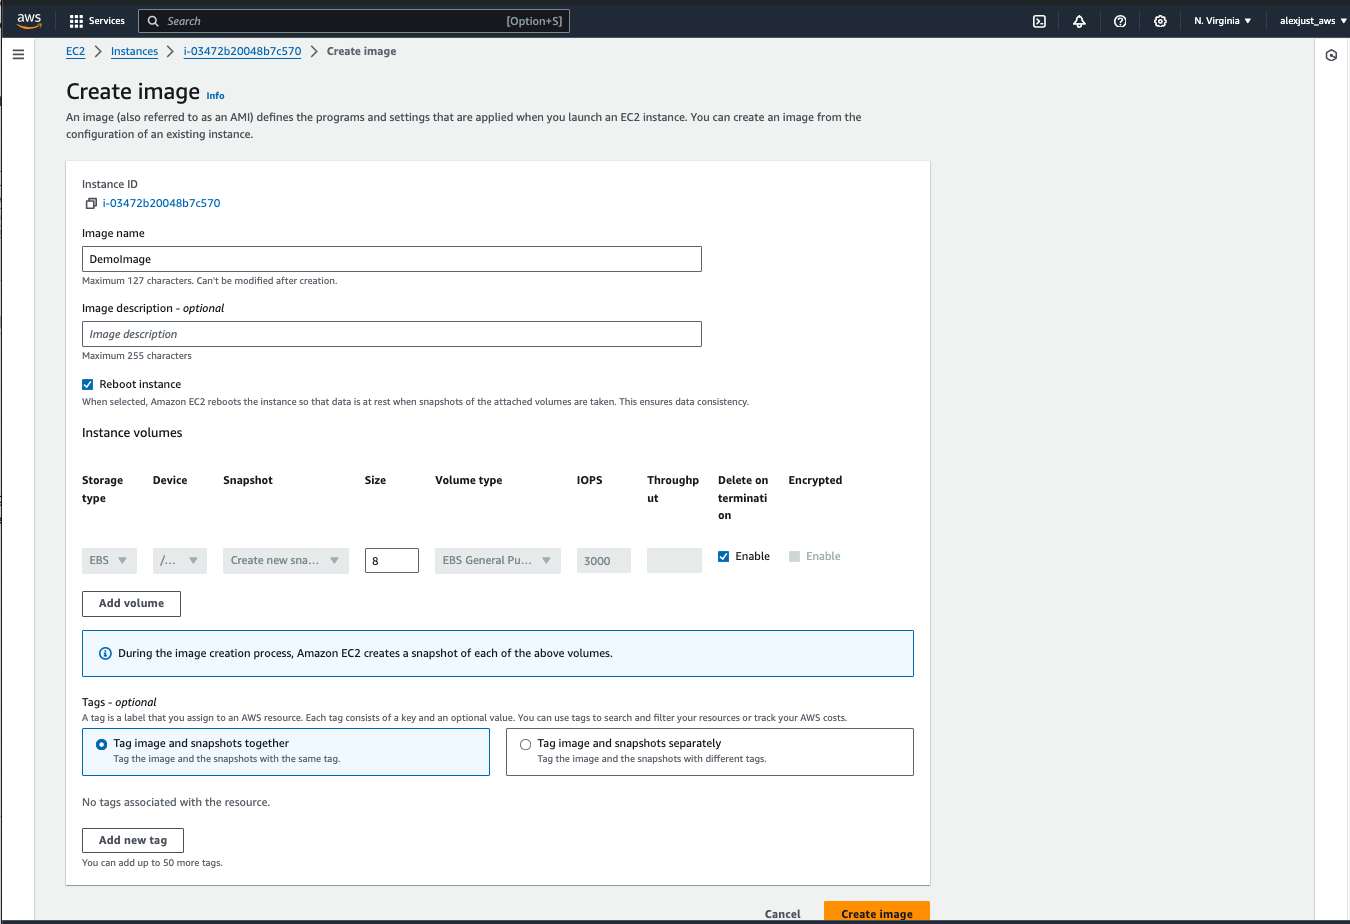 aws
Services
Search
[Option+S]
N. Virginia
alexjust_aws
EC2
Instances
i-03472b20048b7c570
Create image
Create image Info
An image (also referred to as an AMI) defines the programs and settings that are applied when you launch an EC2 instance. You can create an image from the
configuration of an existing instance.
Instance ID
i-03472b20048b7c570
Image name
DemoImage
Maximum 127 characters. Can't be modified after creation.
Image description - optional
Image description
Maximum 255 characters
Reboot instance
When selected, Amazon EC2 reboots the instance so that data is at rest when snapshots of the attached volumes are taken. This ensures data consistency.
Instance volumes
Storage
type
Device
Snapshot
Size
Volume type
IOPS
Throughp
ut
Delete on
terminati
on
Encrypted
EBS
/...
Create new sna...
8
EBS General Pu...
3000
Enable
Enable
Add volume
During the image creation process, Amazon EC2 creates a snapshot of each of the above volumes.
Tags - optional
A tag is a label that you assign to an AWS resource. Each tag consists of a key and an optional value. You can use tags to search and filter your resources or track your AWS costs.
Tag image and snapshots together
Tag the image and the snapshots with the same tag.
Tag image and snapshots separately
Tag the image and the snapshots with different tags.
No tags associated with the resource.
Add new tag
You can add up to 50 more tags.
Cancel
Create image